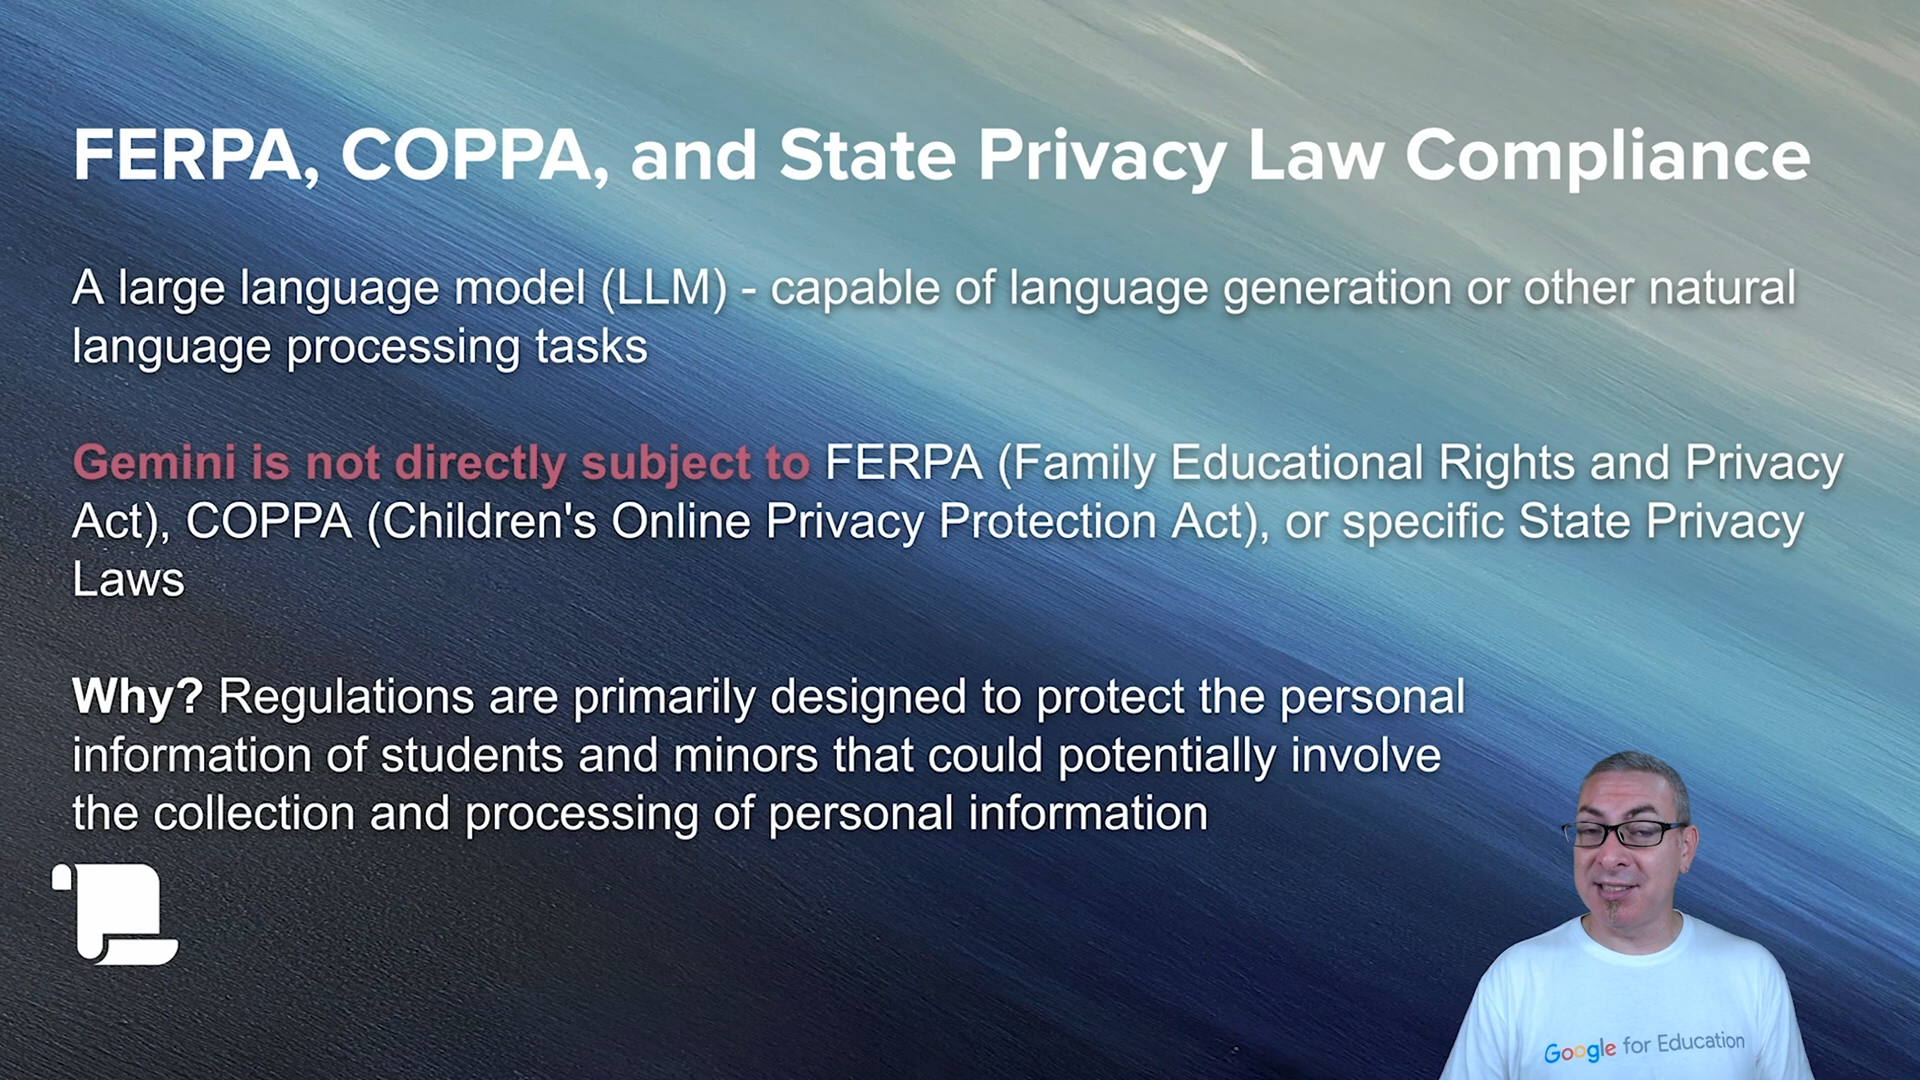 FERPA, COPPA, and State Privacy Law Compliance
A large language model (LLM) - capable of language generation or other natural
language processing tasks
Gemini is not directly subject to FERPA (Family Educational Rights and Privacy
Act), COPPA (Children's Online Privacy Protection Act), or specific State Privacy
Laws
Why? Regulations are primarily designed to protect the personal
information of students and minors that could potentially involve
the collection and processing of personal information
Google for Education